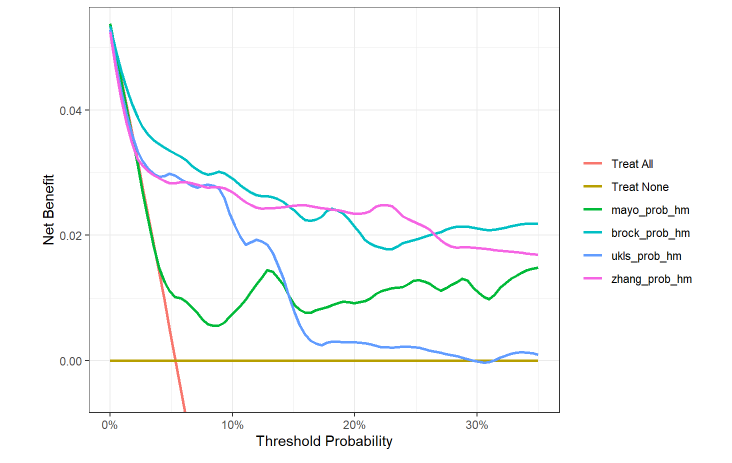 Net Benefit
0.04
0.02
0.00
0%
10%
20%
30%
Threshold Probability
Treat All
Treat None
mayo_prob_hm
brock_prob_hm
ukls_prob_hm
zhang_prob_hm